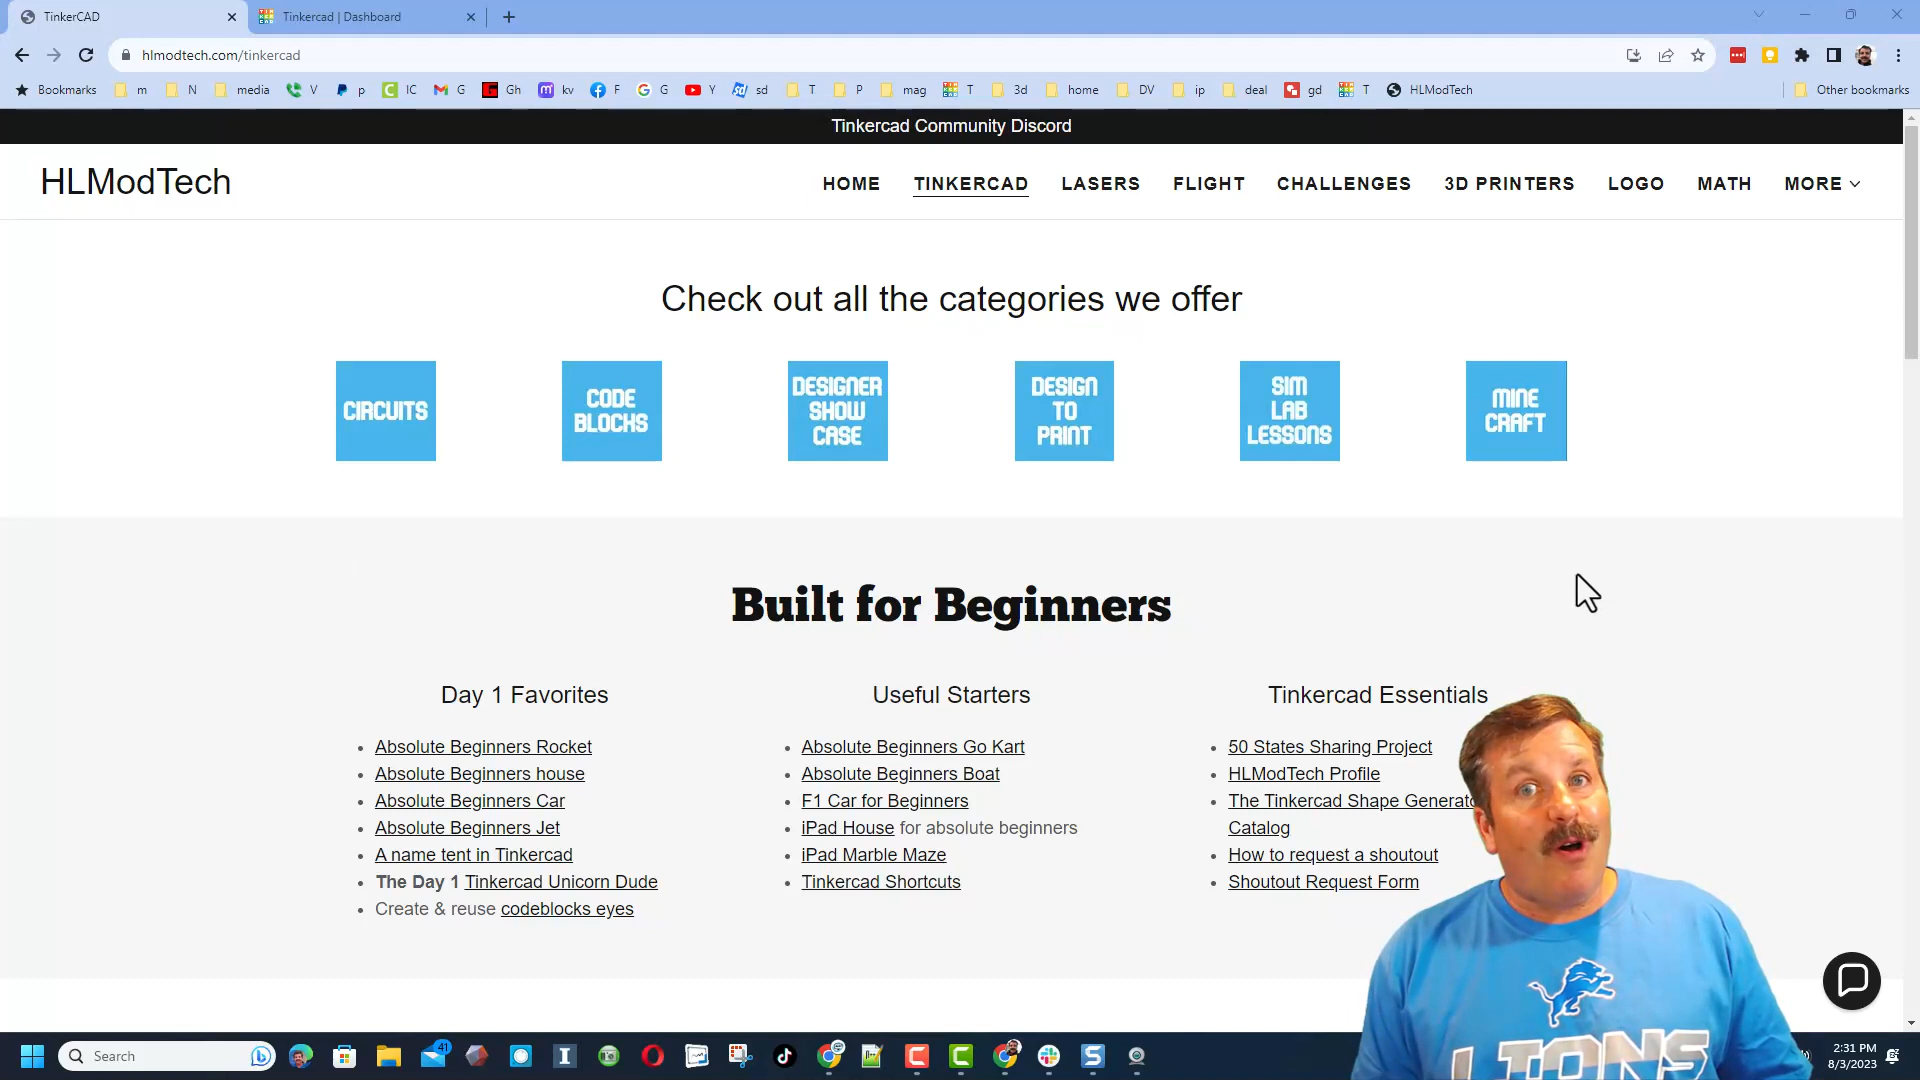 TinkerCAD
Tinkercad | Dashboard
hlmodtech.com/tinkercad
Bookmarks m N media V p IC G Gh kv F G Y sd T P mag T 3d home DV ip deal gd T HLModTech Other bookmarks
Tinkercad Community Discord
HLModTech
HOME TINKERCAD LASERS FLIGHT CHALLENGES 3D PRINTERS LOGO MATH MORE
Check out all the categories we offer
CIRCUITS
CODE
BLOCKS
DESIGNER
SHOW
CASE
DESIGN
TO
PRINT
SIM
LAB
LESSONS
MINE
CRAFT
Built for Beginners
Day 1 Favorites
Absolute Beginners Rocket
Absolute Beginners house
Absolute Beginners Car
Absolute Beginners Jet
A name tent in Tinkercad
The Day 1 Tinkercad Unicorn Dude
Create & reuse codeblocks eyes
Useful Starters
Absolute Beginners Go Kart
Absolute Beginners Boat
F1 Car for Beginners
iPad House for absolute beginners
iPad Marble Maze
Tinkercad Shortcuts
Tinkercad Essentials
50 States Sharing Project
HLModTech Profile
The Tinkercad Shape Generato
Catalog
How to request a shoutout
Shoutout Request Form
LIONS
Search
41
2:31 PM
8/3/2023